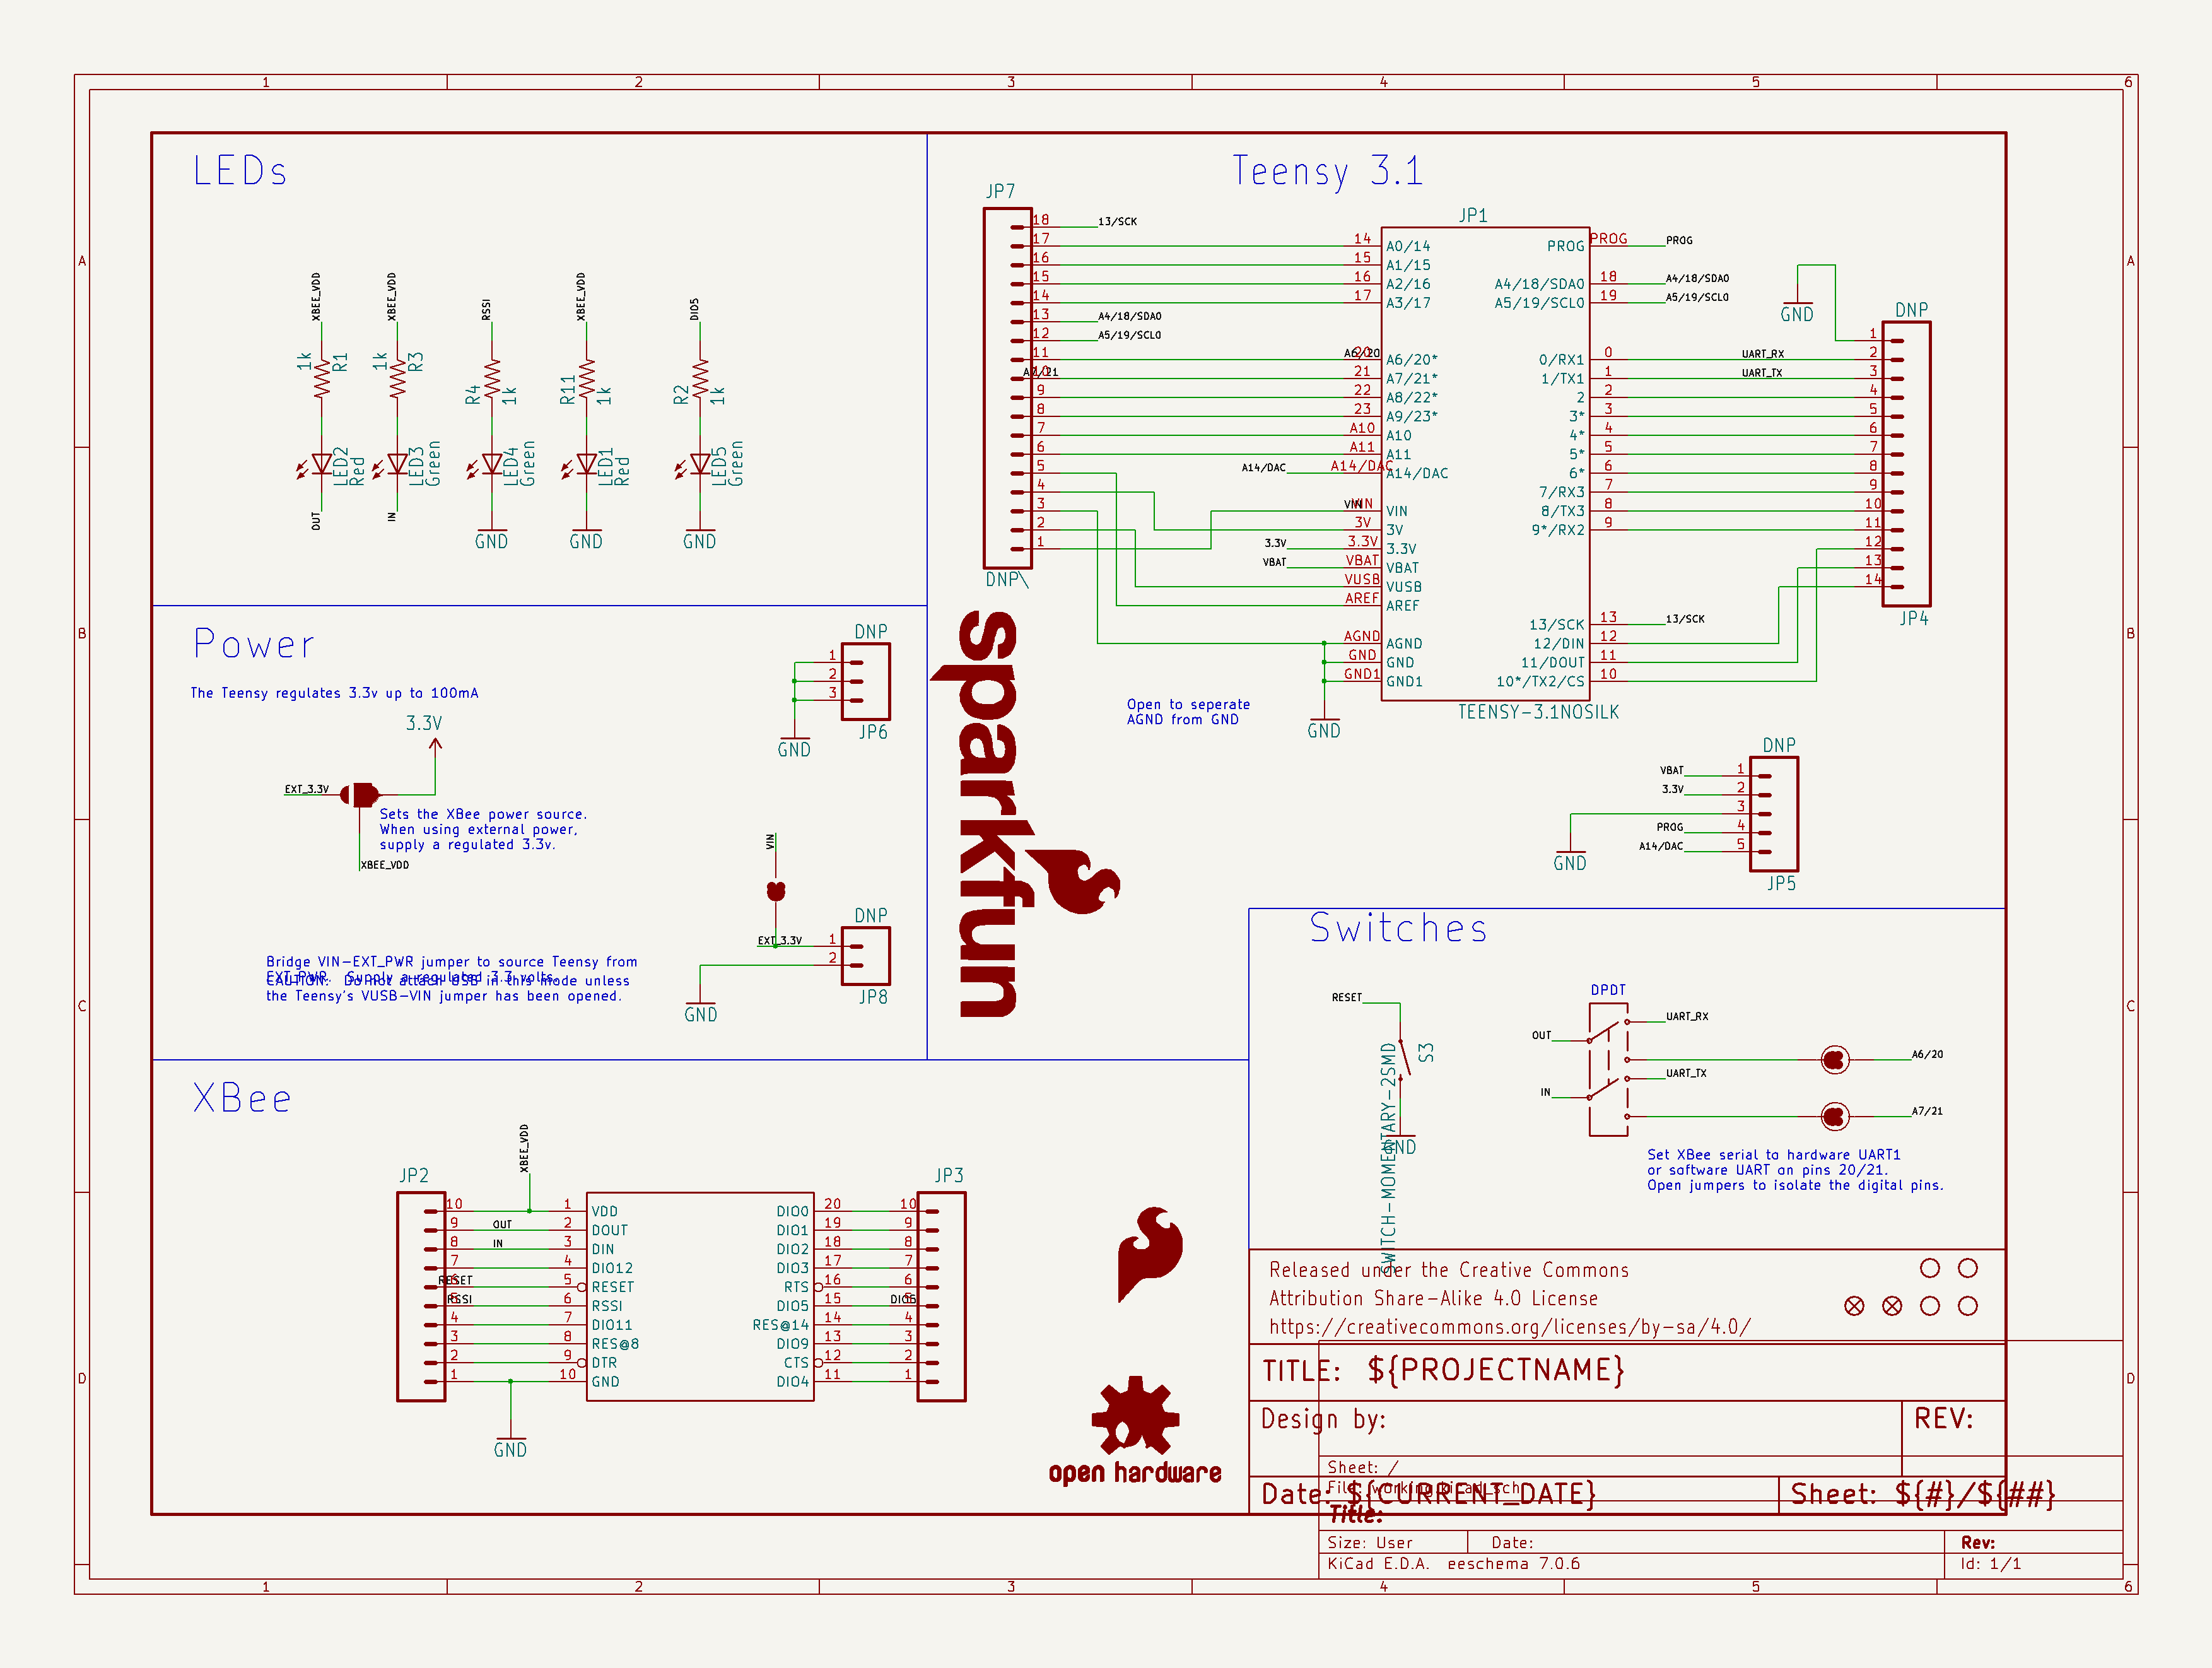 1 2 3 4 5 6
A
B
C
D
A
B
C
D
LEDs
XBEE_VDD
XBEE_VDD
RSSI
XBEE_VDD
DIO5
1k
R1
1k
R3
R4
1k
R11
1k
R2
1k
LED2
Red
LED3
Green
LED4
Green
LED1
Red
LED5
Green
OUT
IN
GND
GND
GND
Power
The Teensy regulates 3.3v up to 100mA
3.3V
EXT_3.3V
Sets the XBee power source.
When using external power,
supply a regulated 3.3v.
XBEE_VDD
DNP
1
2
3
JP6
GND
VIN
EXT_3.3V
DNP
1
2
JP8
GND
Bridge VIN-EXT_PWR jumper to source Teensy from
EXT_PWR. Supply a regulated 3.3 volts.
CAUTION: Do not attach USB in this mode unless
the Teensy's VUSB-VIN jumper has been opened.
Teensy 3.1
JP7
18 13/SCK
17
16
15
14
13 A4/18/SDA0
12 A5/19/SCL0
11
10 A7/21
9
8
7
6
5
4
3
2
1
DNP\
JP1
14 A0/14
15 A1/15
16 A2/16
17 A3/17
A6/20 20 A6/20*
21 A7/21*
22 A8/22*
23 A9/23*
A10 A10
A11 A11
A14/DAC A14/DAC A14/DAC
VIN VIN VIN
3V 3V
3.3V 3.3V 3.3V
VBAT VBAT VBAT
VUSB VUSB
AREF AREF
AGND AGND
GND GND
GND1 GND1
PROG PROG PROG
A4/18/SDA0 18 A4/18/SDA0
A5/19/SCL0 19 A5/19/SCL0
0/RX1 0 UART_RX
1/TX1 1 UART_TX
2 2
3* 3
4* 4
5* 5
6* 6
7/RX3 7
8/TX3 8
9*/RX2 9
13/SCK 13 13/SCK
12/DIN 12
11/DOUT 11
10*/TX2/CS 10
TEENSY-3.1NOSILK
GND
Open to seperate
AGND from GND
GND
DNP
1
2
3
4
5
6
7
8
9
10
11
12
13
14
JP4
DNP
VBAT 1
3.3V 2
3
PROG 4
A14/DAC 5
GND
JP5
sparkfun
Switches
RESET
S3
SWITCH-MOMENTARY-2SMD
GND
DPDT
OUT
IN
UART_RX
A6/20
UART_TX
A7/21
Set XBee serial to hardware UART1
or software UART on pins 20/21.
Open jumpers to isolate the digital pins.
XBee
XBEE_VDD
JP2
10 1 VDD
9 OUT 2 DOUT
8 IN 3 DIN
7 4 DIO12
6 RESET 5 RESET
5 RSSI 6 RSSI
4 7 DIO11
3 8 RES@8
2 9 DTR
1 10 GND
GND
JP3
DIO0 20 10
DIO1 19 9
DIO2 18 8
DIO3 17 7
RTS 16 6
DIO5 15 DIO5 5
RES@14 14 4
DIO9 13 3
CTS 12 2
DIO4 11 1
open hardware
Released under the Creative Commons
Attribution Share-Alike 4.0 License
https://creativecommons.org/licenses/by-sa/4.0/
TITLE: ${PROJECTNAME}
Design by:
REV:
Date: ${CURRENT_DATE}
Sheet: ${#}/${##}
Sheet: /
File: working.kicad_sch
Title:
Size: User
Date:
Rev:
KiCad E.D.A. eeschema 7.0.6
Id: 1/1
1 2 3 4 5 6